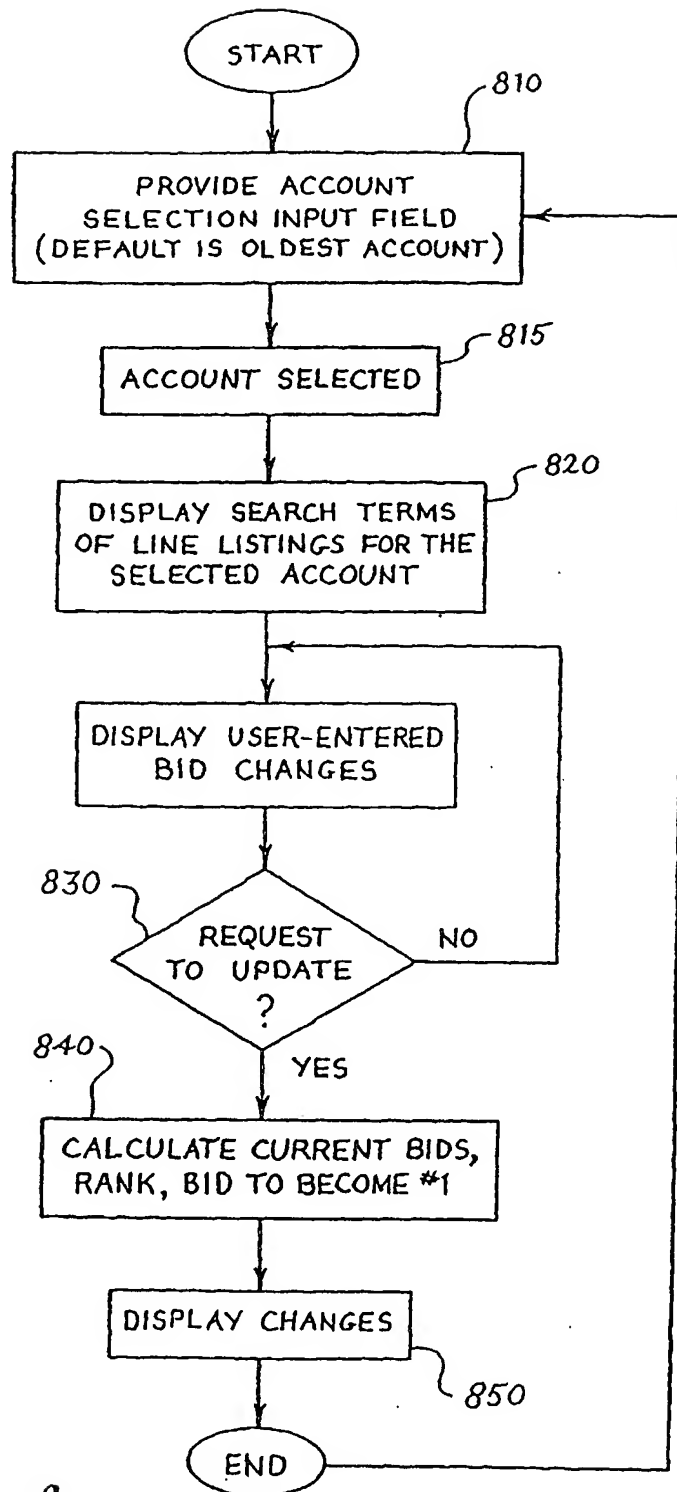 START
810
PROVIDE ACCOUNT
SELECTION INPUT FIELD
(DEFAULT IS OLDEST ACCOUNT)
815
ACCOUNT SELECTED
820
DISPLAY SEARCH TERMS
OF LINE LISTINGS FOR THE
SELECTED ACCOUNT
DISPLAY USER-ENTERED
BID CHANGES
830
REQUEST
TO UPDATE
?
NO
840
YES
CALCULATE CURRENT BIDS,
RANK, BID TO BECOME #1
DISPLAY CHANGES
850
END